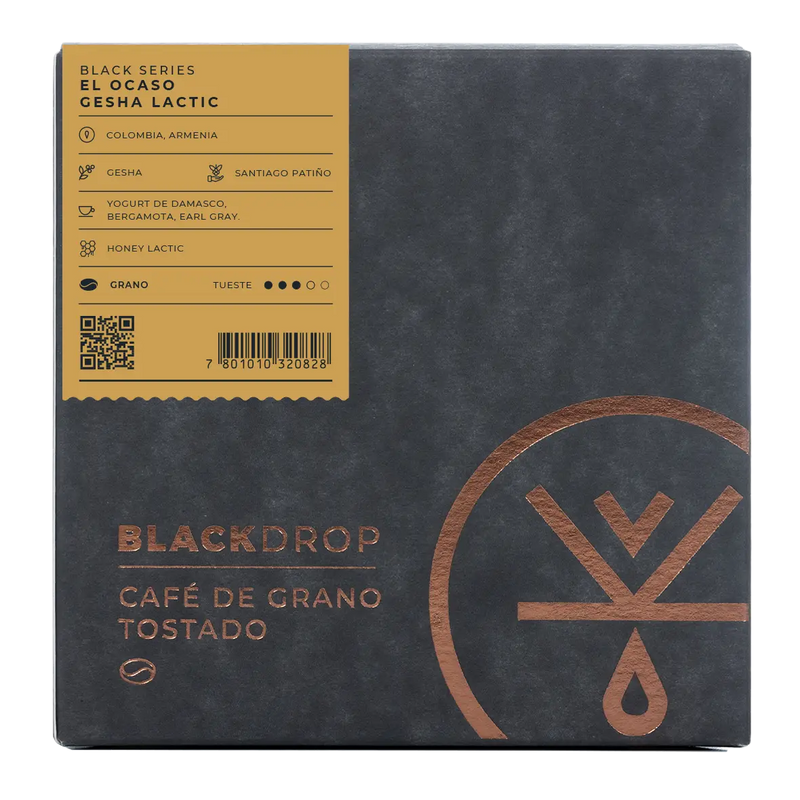 BLACK SERIES
EL OCASO
GESHA LACTIC
COLOMBIA, ARMENIA
GESHA SANTIAGO PATIÑO
YOGURT DE DAMASCO,
BERGAMOTA, EARL GRAY.
HONEY LACTIC
GRANO TUESTE
7 801010 320828
BLACKDROP
CAFÉ DE GRANO
TOSTADO